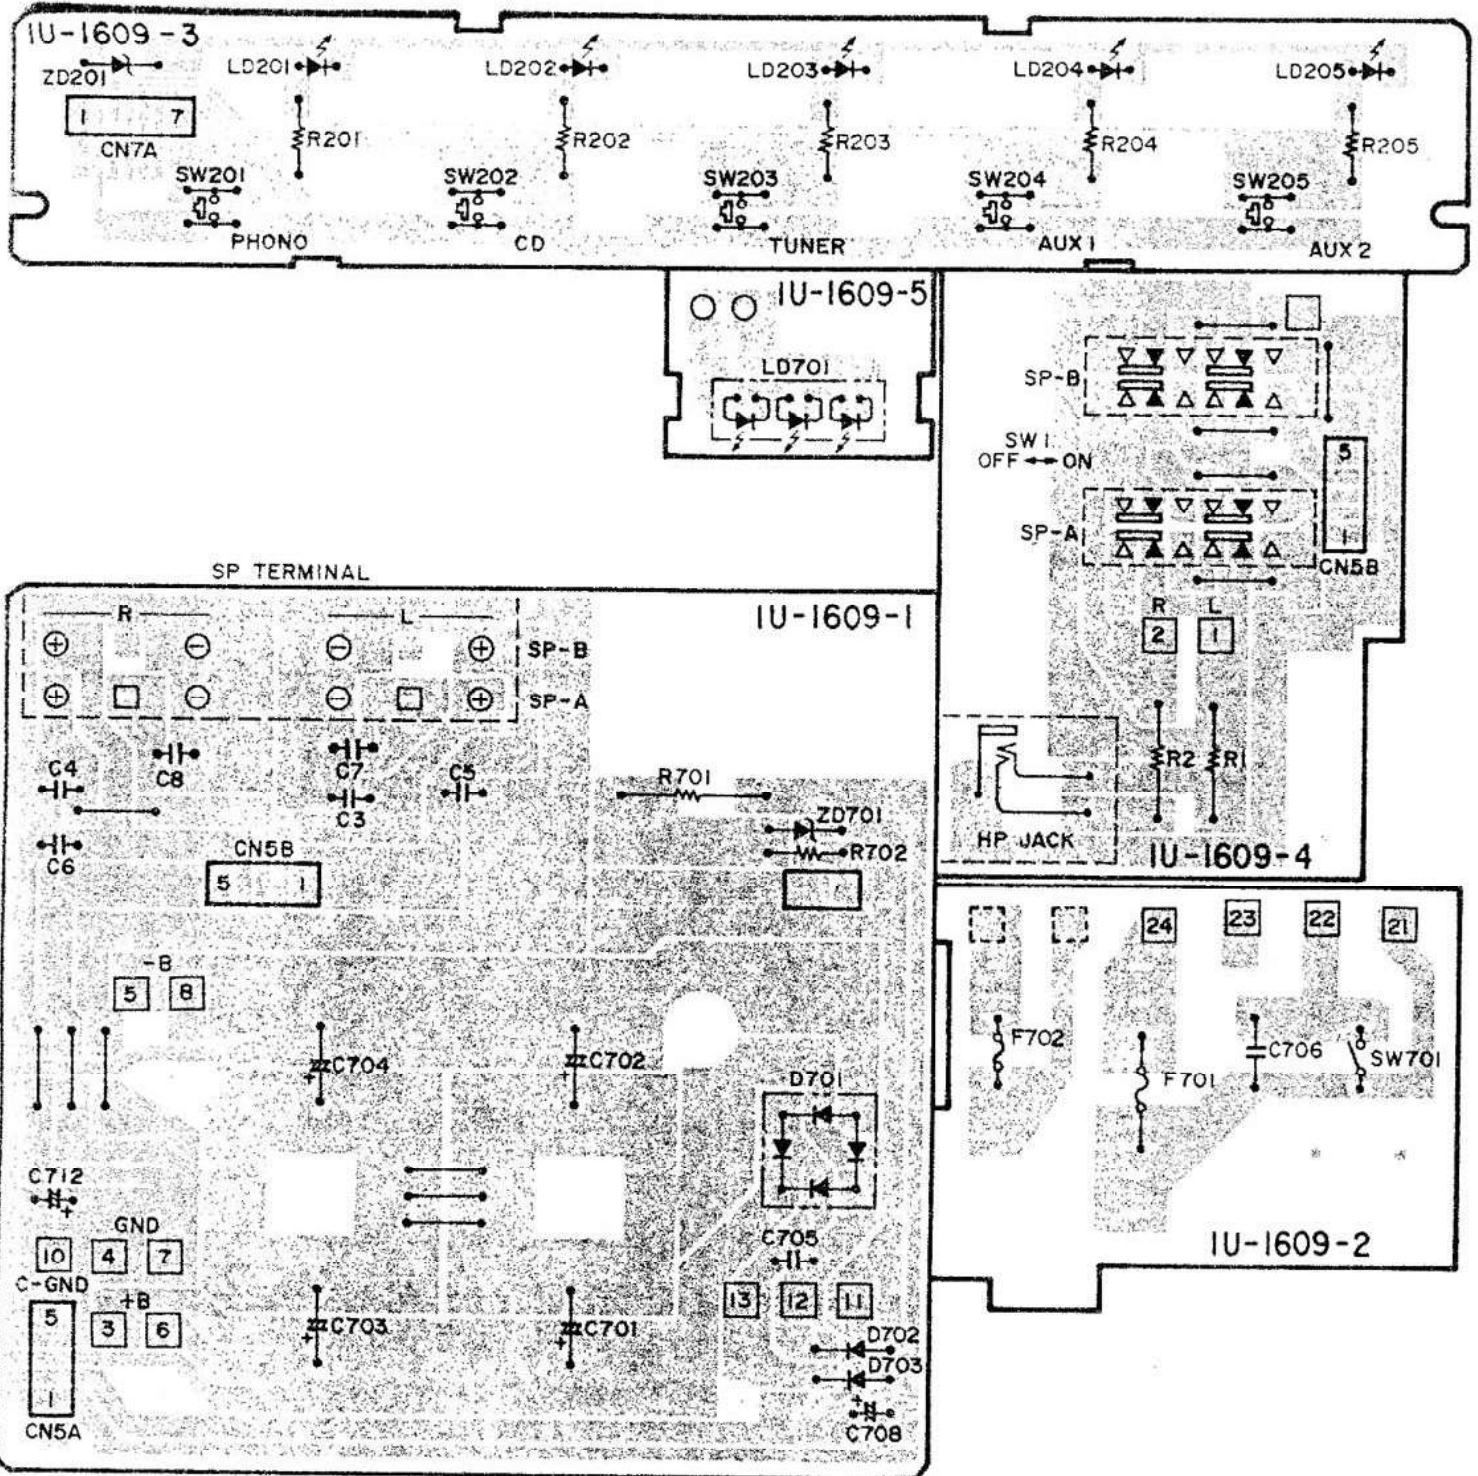 1U-1609-3
ZD201
LD201
LD202
LD203
LD204
LD205
1 7
CN7A
R201
R202
R203
R204
R205
SW201
SW202
SW203
SW204
SW205
PHONO
CD
TUNER
AUX 1
AUX 2
1U-1609-5
LD701
SP-B
SW1
OFF ↔ ON
SP-A
5
1
CN5B
R L
2 1
R2 R1
HP JACK
1U-1609-4
SP TERMINAL
1U-1609-1
R L
⊕ ⊖ ⊖ ⊕ SP-B
⊕ ⊖ ⊖ ⊕ SP-A
C4
C8
C7
C5
C3
C6
R701
ZD701
R702
CN5B
5 1
-B
5 8
C704
C702
D701
C712
+
GND
10 4 7
C-GND
+B
3 6
5
1
CN5A
+ C703
+ C701
C705
13 12 11
D702
D703
+
C708
24 23 22 21
F702
F701
C706
SW701
1U-1609-2